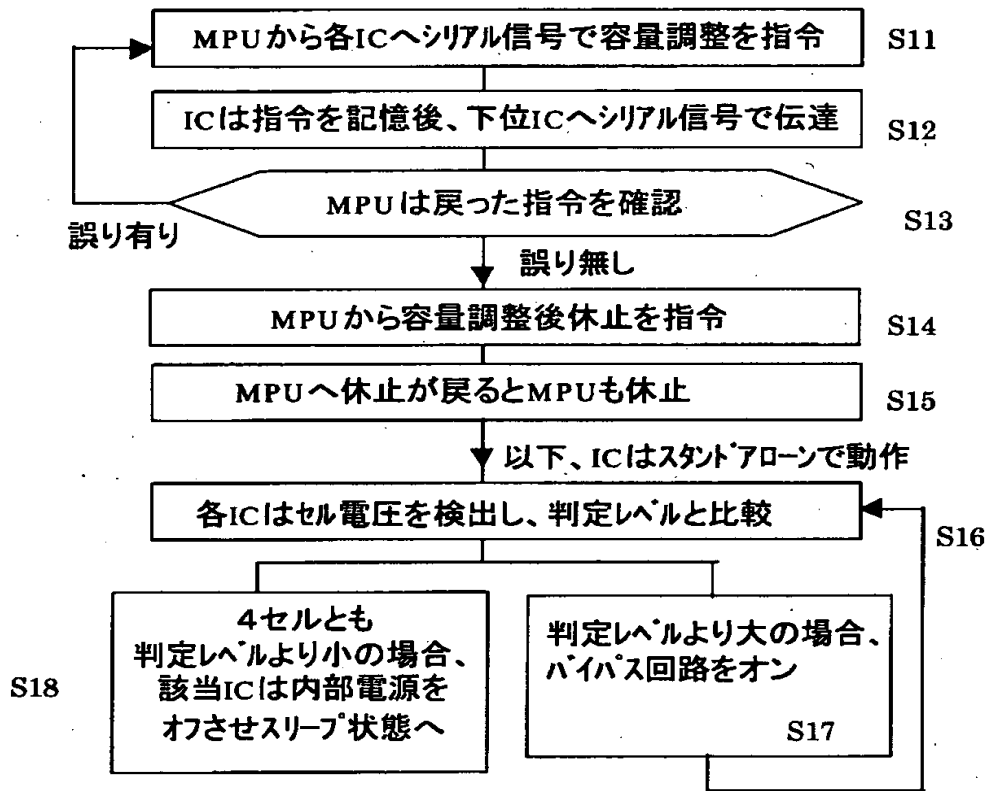 MPUから各ICへシリアル信号で容量調整を指令
S11
ICは指令を記憶後、下位ICへシリアル信号で伝達
S12
MPUは戻った指令を確認
S13
誤り有り
誤り無し
MPUから容量調整後休止を指令
S14
MPUへ休止が戻るとMPUも休止
S15
以下、ICはスタンドアローンで動作
各ICはセル電圧を検出し、判定レベルと比較
S16
4セルとも
判定レベルより小の場合、
該当ICは内部電源を
オフさせスリープ状態へ
S18
判定レベルより大の場合、
バイパス回路をオン
S17